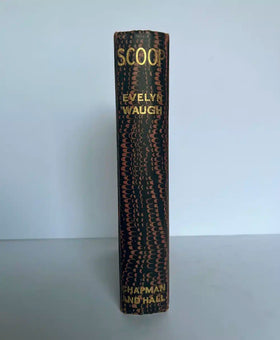 SCOOP
EVELYN
WAUGH
CHAPMAN
AND HALL